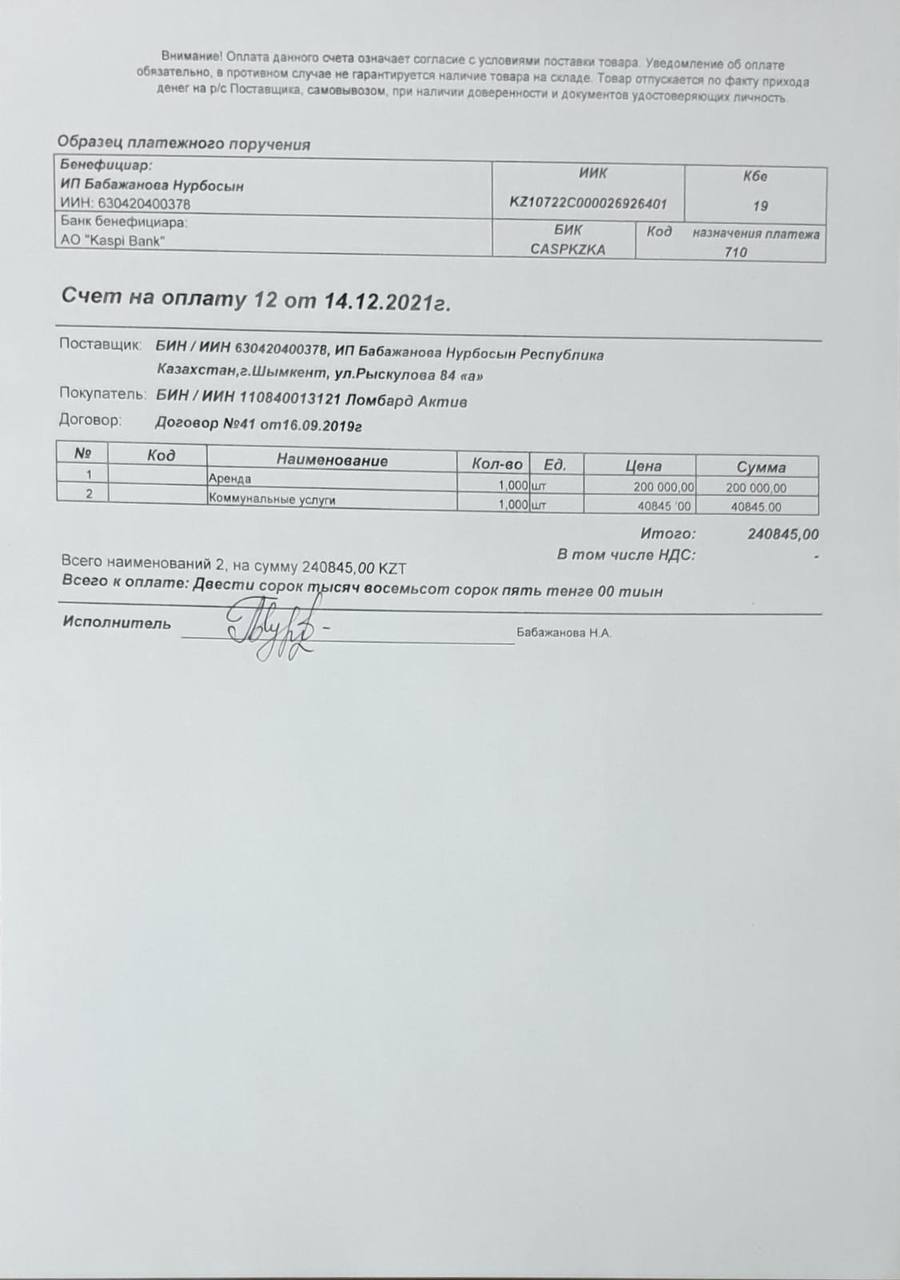 Внимание! Оплата данного счета означает согласие с условиями поставки товара. Уведомление об оплате
обязательно, в противном случае не гарантируется наличие товара на складе. Товар отпускается по факту прихода
денег на р/с Поставщика, самовывозом, при наличии доверенности и документов удостоверяющих личность.
Образец платежного поручения
Бенефициар: ИИК Кбе
ИП Бабажанова Нурбосын
ИИН: 630420400378 KZ10722C000026926401 19
Банк бенефициара: БИК Код назначения платежа
АО "Kaspi Bank" CASPKZKA 710
Счет на оплату 12 от 14.12.2021г.
Поставщик: БИН / ИИН 630420400378, ИП Бабажанова Нурбосын Республика
Казахстан,г.Шымкент, ул.Рыскулова 84 «а»
Покупатель: БИН / ИИН 110840013121 Ломбард Актив
Договор: Договор №41 от16.09.2019г
№ Код Наименование Кол-во Ед. Цена Сумма
1 Аренда 1,000 шт 200 000,00 200 000,00
2 Коммунальные услуги 1,000 шт 40845 00 40845.00
Итого: 240845,00
В том числе НДС: -
Всего наименований 2, на сумму 240845,00 KZT
Всего к оплате: Двести сорок тысяч восемьсот сорок пять тенге 00 тиын
Исполнитель Бабажанова Н.А.